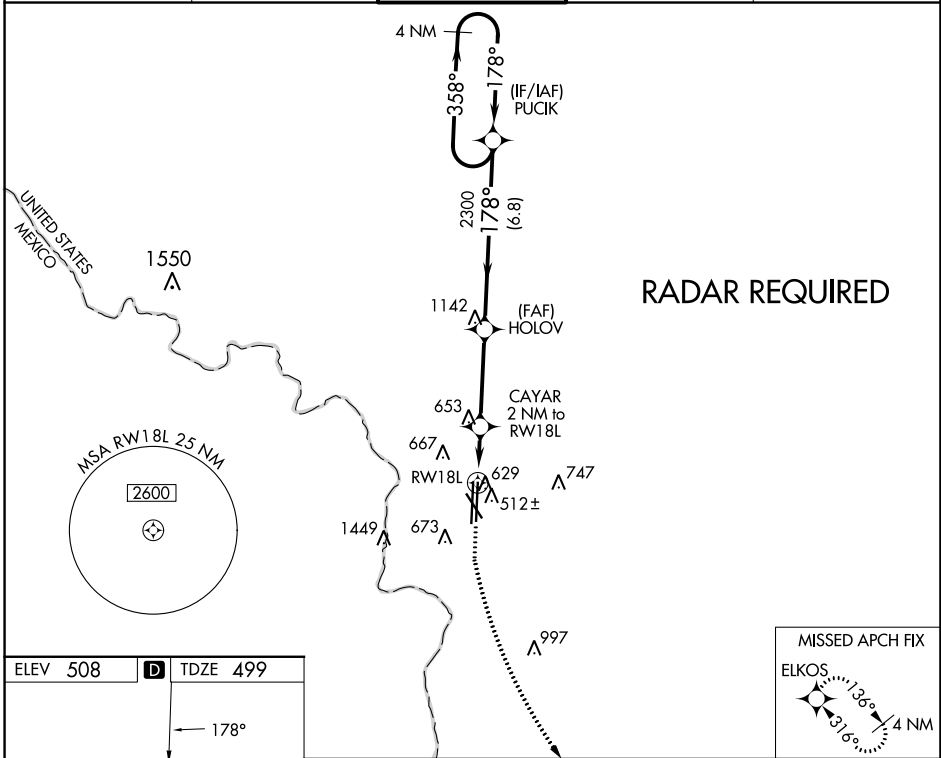 4 NM
358°
178°
(IF/IAF)
PUCIK
2300
178°
(6.8)
UNITED STATES
MEXICO
1550
RADAR REQUIRED
1142
(FAF)
HOLOV
653
CAYAR
2 NM to
RW18L
667
RW18L
629
747
512±
MSA RW18L 25 NM
2600
1449
673
997
ELEV 508
D
TDZE 499
178°
MISSED APCH FIX
ELKOS
136°
316°
4 NM